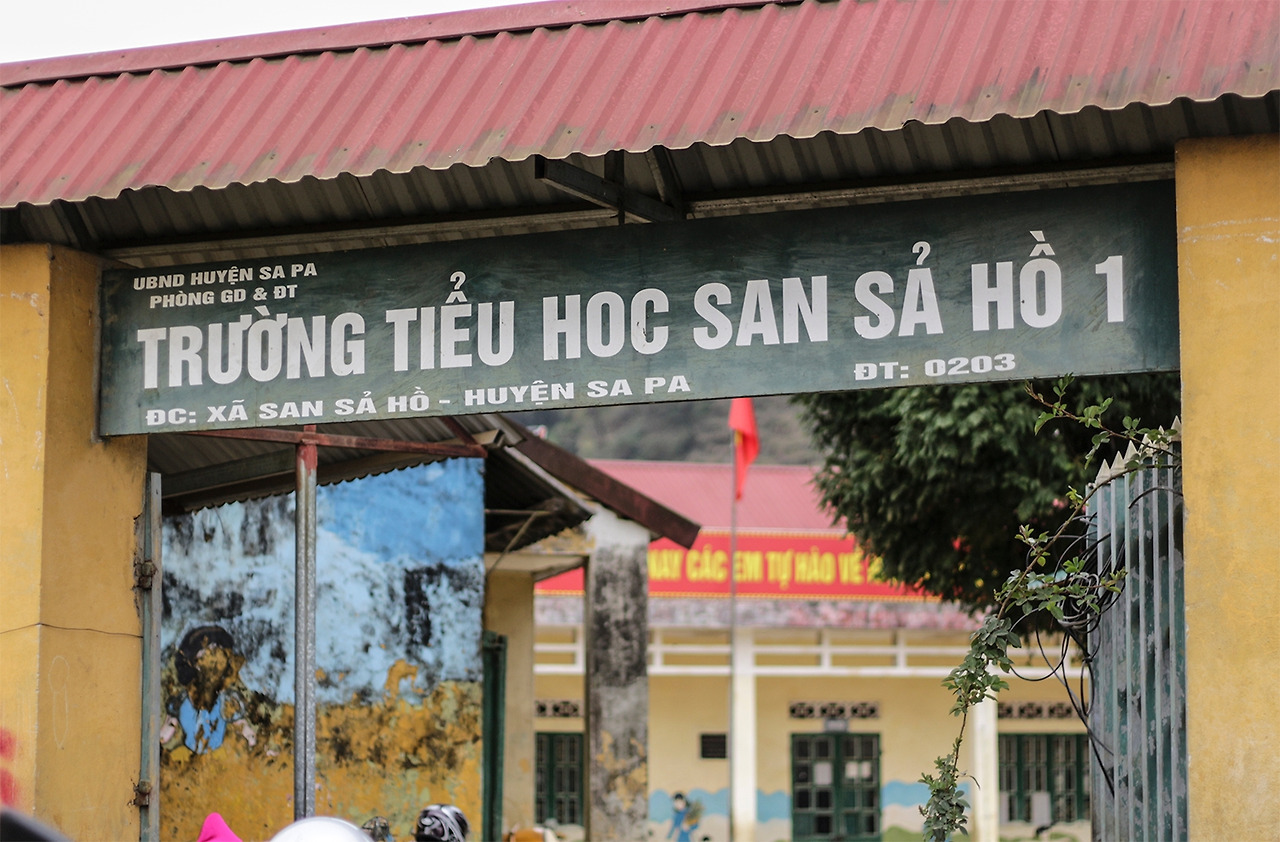 UBND HUYỆN SA PA
PHÒNG GD & ĐT
TRƯỜNG TIỂU HOC SAN SẢ HỒ 1
ĐC: XÃ SAN SẢ HỒ - HUYỆN SA PA
ĐT: 0203
NAY CÁC EM TỰ HÀO VỀ